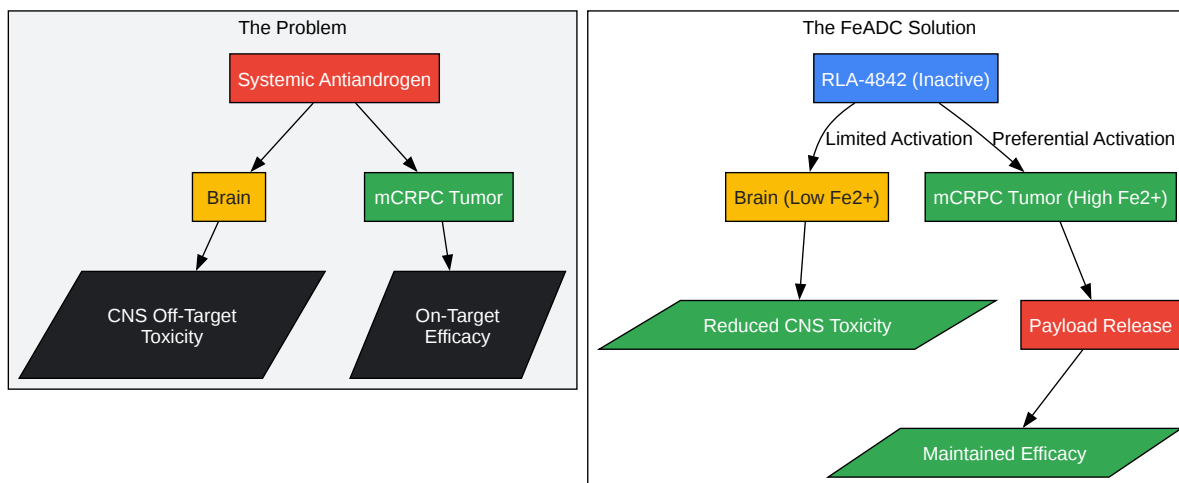 The Problem
Systemic Antiandrogen
Brain
mCRPC Tumor
CNS Off-Target
Toxicity
On-Target
Efficacy
The FeADC Solution
RLA-4842 (Inactive)
Limited Activation
Preferential Activation
Brain (Low Fe2+)
mCRPC Tumor (High Fe2+)
Reduced CNS Toxicity
Payload Release
Maintained Efficacy